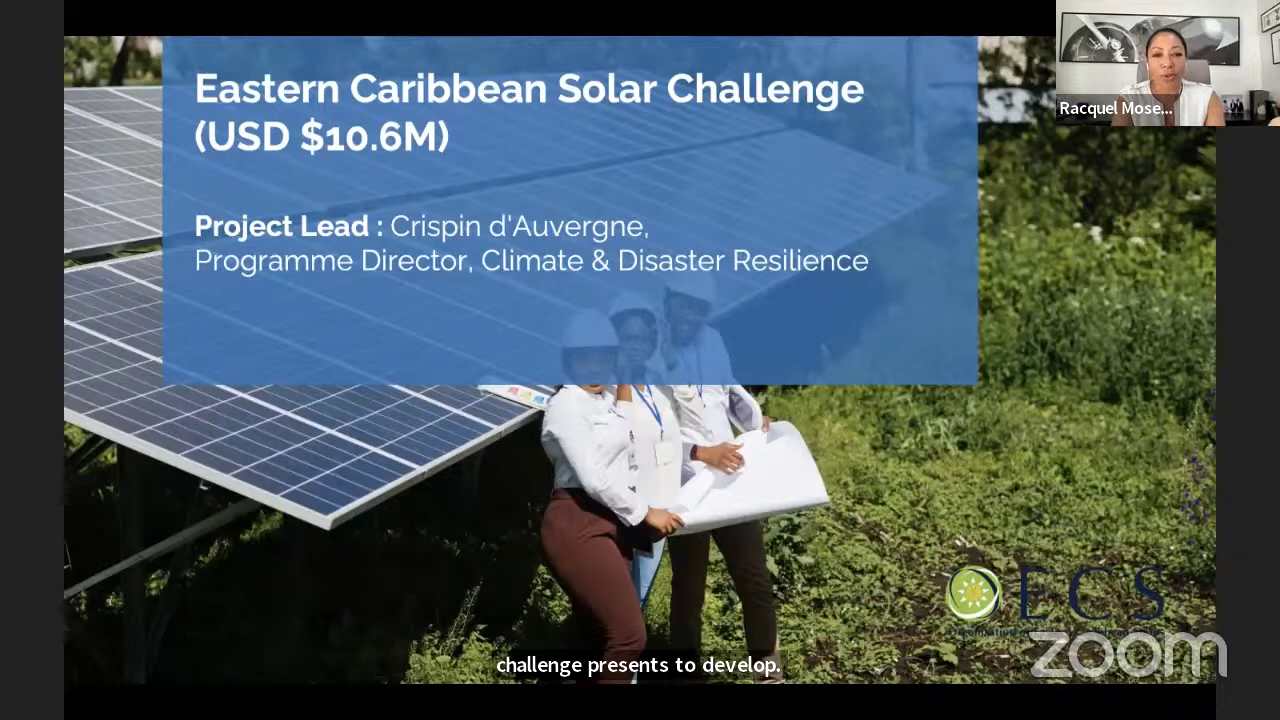 Eastern Caribbean Solar Challenge
(USD $10.6M)
Project Lead : Crispin d'Auvergne,
Programme Director, Climate & Disaster Resilience
Racquel Mose...
OECS
challenge presents to develop.
zoom